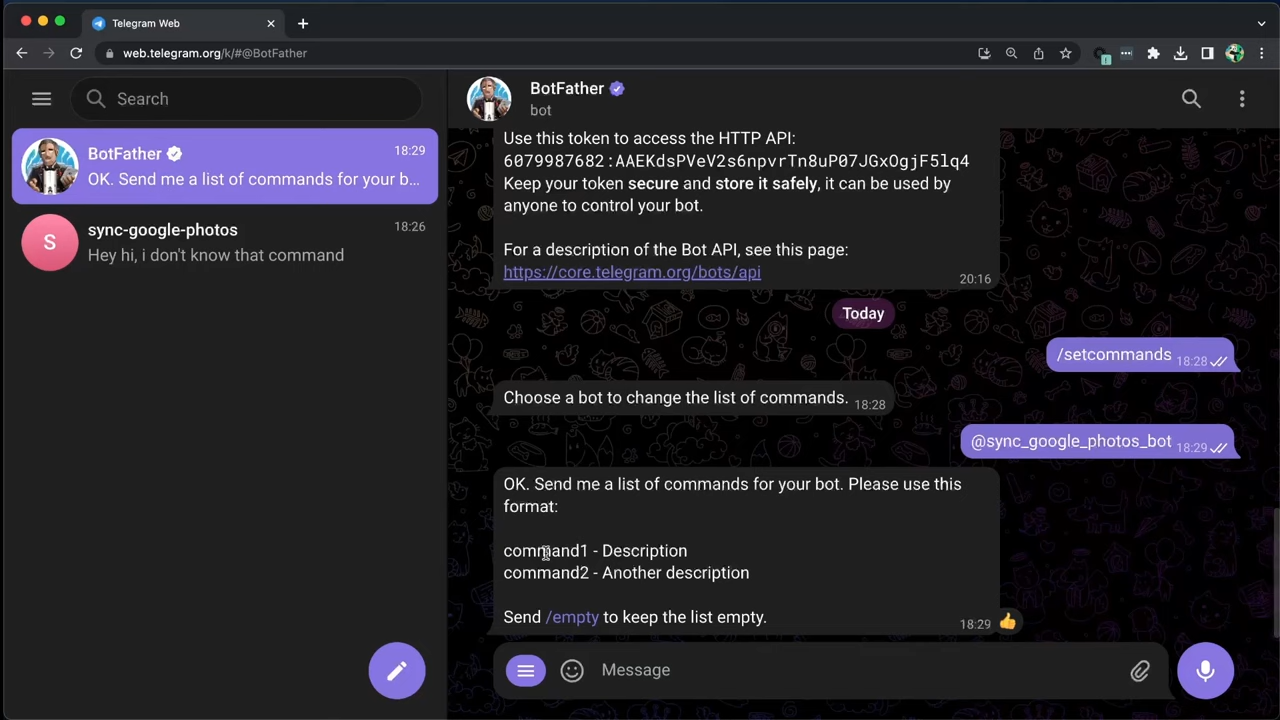 Telegram Web
web.telegram.org/k/#@BotFather
Search
BotFather
18:29
OK. Send me a list of commands for your b...
S
sync-google-photos
18:26
Hey hi, i don't know that command
BotFather
bot
Use this token to access the HTTP API:
6079987682:AAEKdsPVeV2s6npvrTn8uP07JGxOgjF5lq4
Keep your token secure and store it safely, it can be used by
anyone to control your bot.
For a description of the Bot API, see this page:
https://core.telegram.org/bots/api
20:16
Today
/setcommands 18:28
Choose a bot to change the list of commands. 18:28
@sync_google_photos_bot 18:29
OK. Send me a list of commands for your bot. Please use this
format:
command1 - Description
command2 - Another description
Send /empty to keep the list empty.
18:29
Message